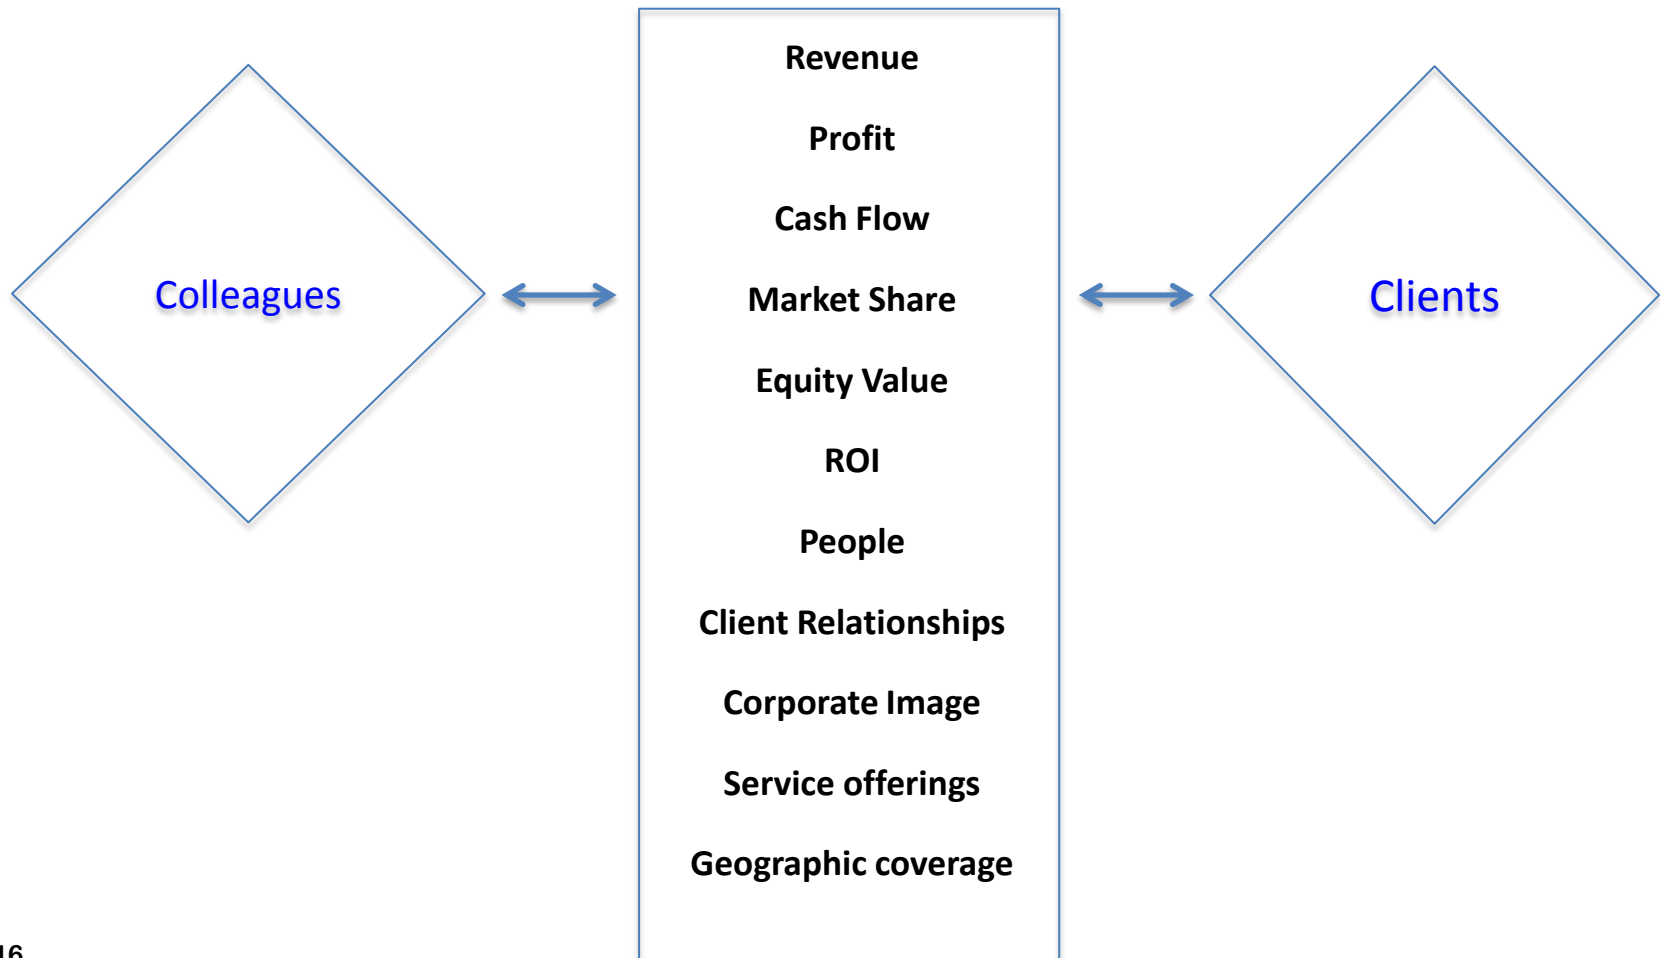 Revenue
Profit
Cash Flow
Colleagues
Market Share
Clients
Equity Value
ROI
People
Client Relationships
Corporate Image
Service offerings
Geographic coverage
16